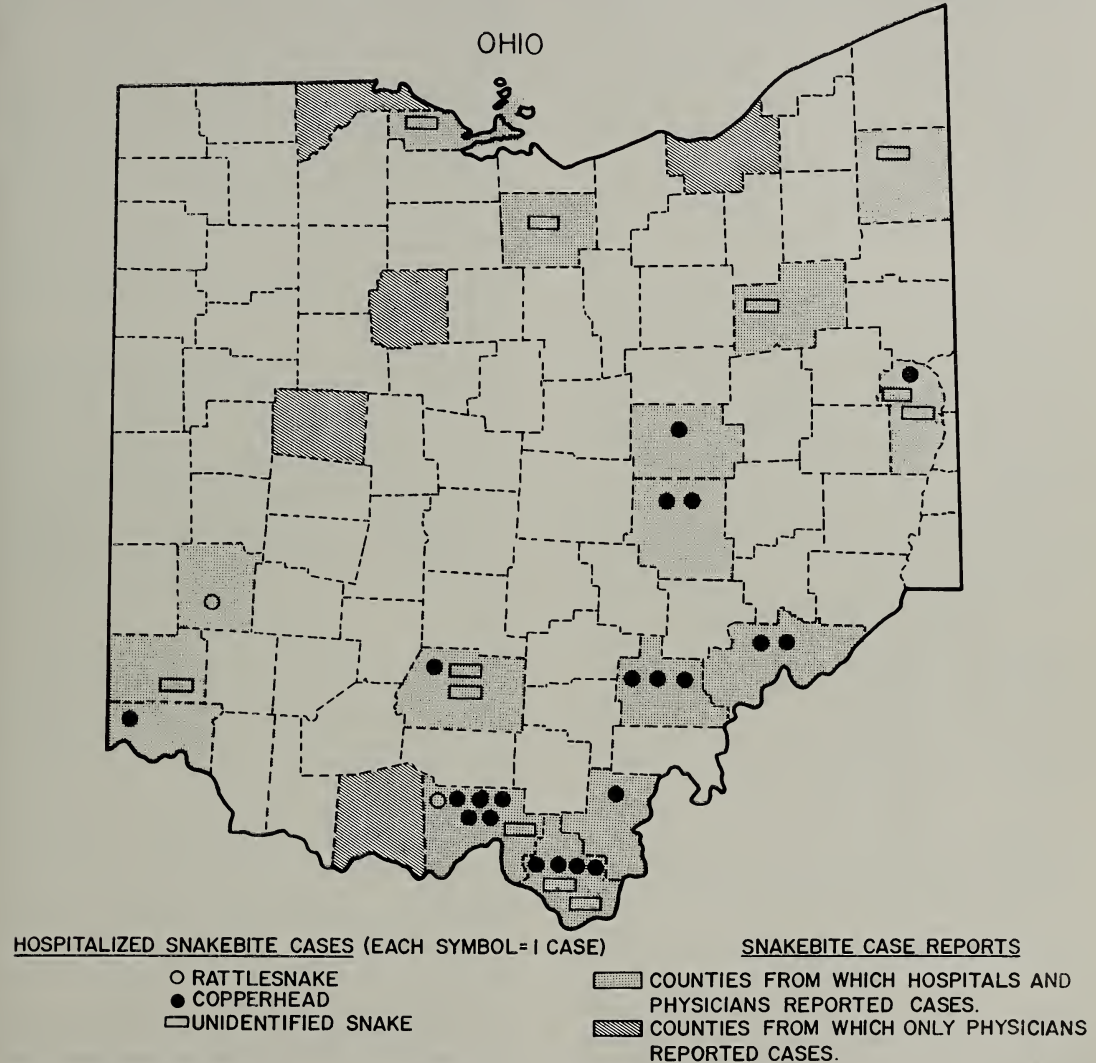 OHIO
HOSPITALIZED SNAKEBITE CASES (EACH SYMBOL=1 CASE)
RATTLESNAKE
COPPERHEAD
UNIDENTIFIED SNAKE
SNAKEBITE CASE REPORTS
COUNTIES FROM WHICH HOSPITALS AND
PHYSICIANS REPORTED CASES.
COUNTIES FROM WHICH ONLY PHYSICIANS
REPORTED CASES.